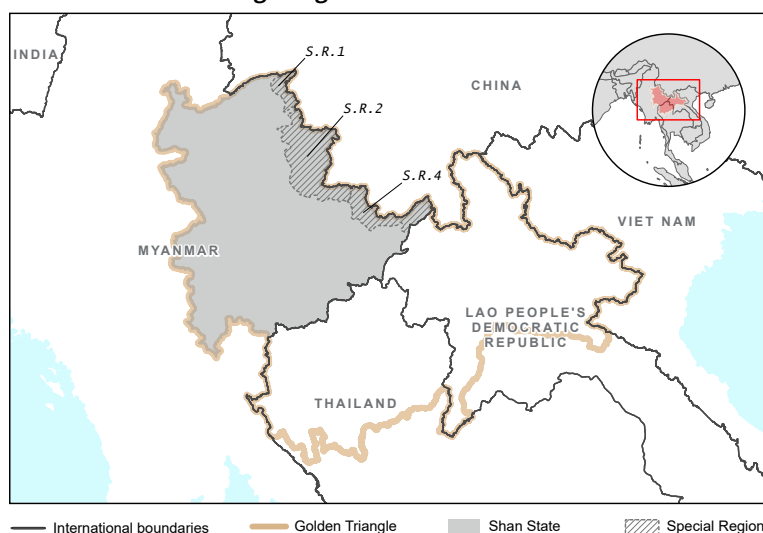 INDIA
S.R.1
CHINA
S.R.2
S.R.4
VIET NAM
MYANMAR
LAO PEOPLE'S
DEMOCRATIC
REPUBLIC
THAILAND
International boundaries
Golden Triangle
Shan State
Special Region